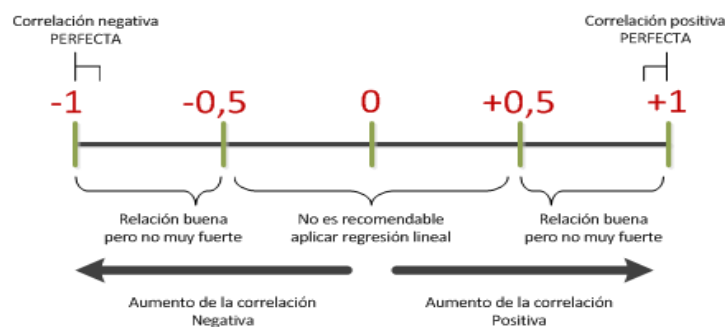 Correlación negativa
PERFECTA
Correlación positiva
PERFECTA
-1
-0,5
0
+0,5
+1
Relación buena
pero no muy fuerte
No es recomendable
aplicar regresión lineal
Relación buena
pero no muy fuerte
Aumento de la correlación
Negativa
Aumento de la correlación
Positiva